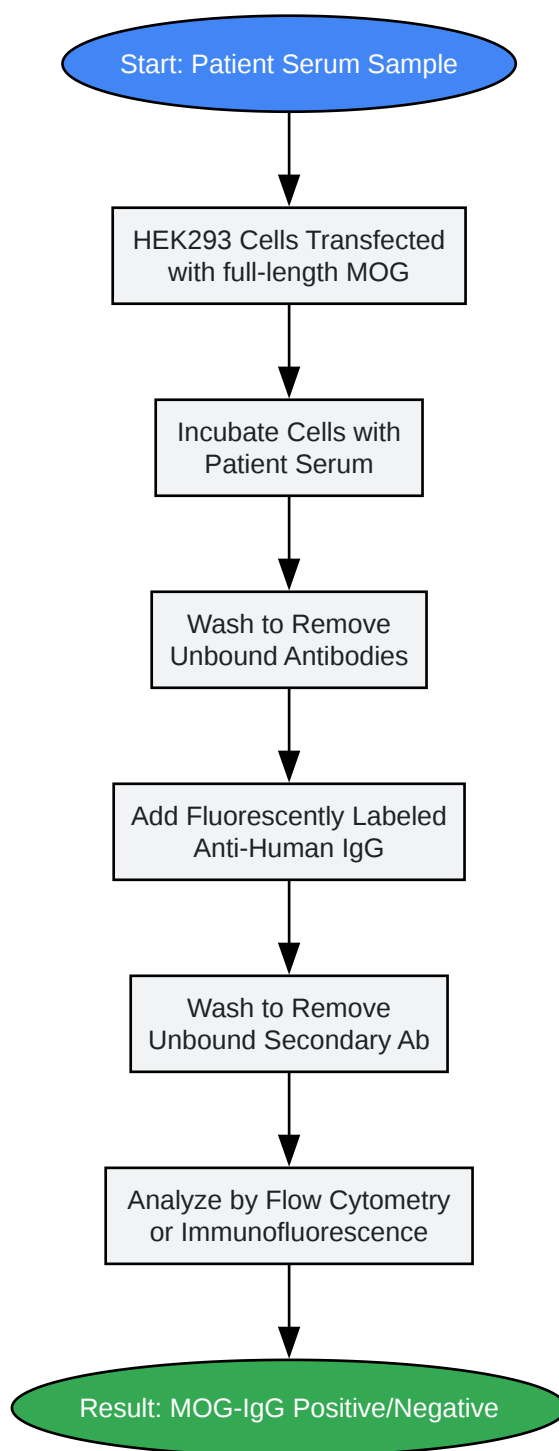 Start: Patient Serum Sample
HEK293 Cells Transfected
with full-length MOG
Incubate Cells with
Patient Serum
Wash to Remove
Unbound Antibodies
Add Fluorescently Labeled
Anti-Human IgG
Wash to Remove
Unbound Secondary Ab
Analyze by Flow Cytometry
or Immunofluorescence
Result: MOG-IgG Positive/Negative